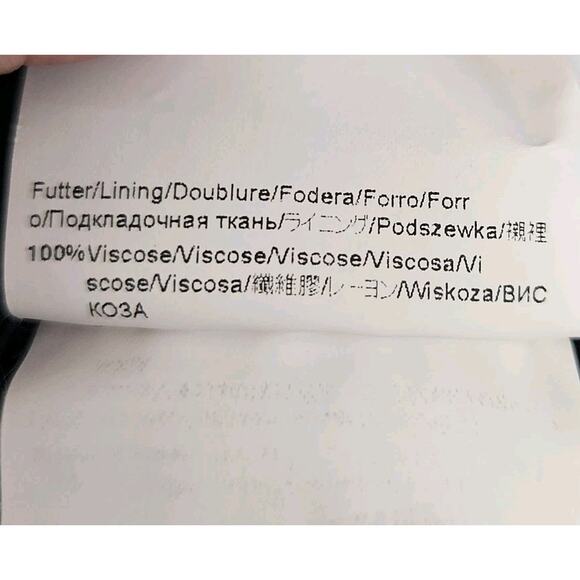 Futter/Lining/Doublure/Fodera/Forro/Forr
o/Подкладочная ткань/ライニング/Podszewka/襯裡
100%Viscose/Viscose/Viscose/Viscosa/Vi
scose/Viscosa/纖維膠/レーヨン/Wiskoza/ВИС
КОЗА